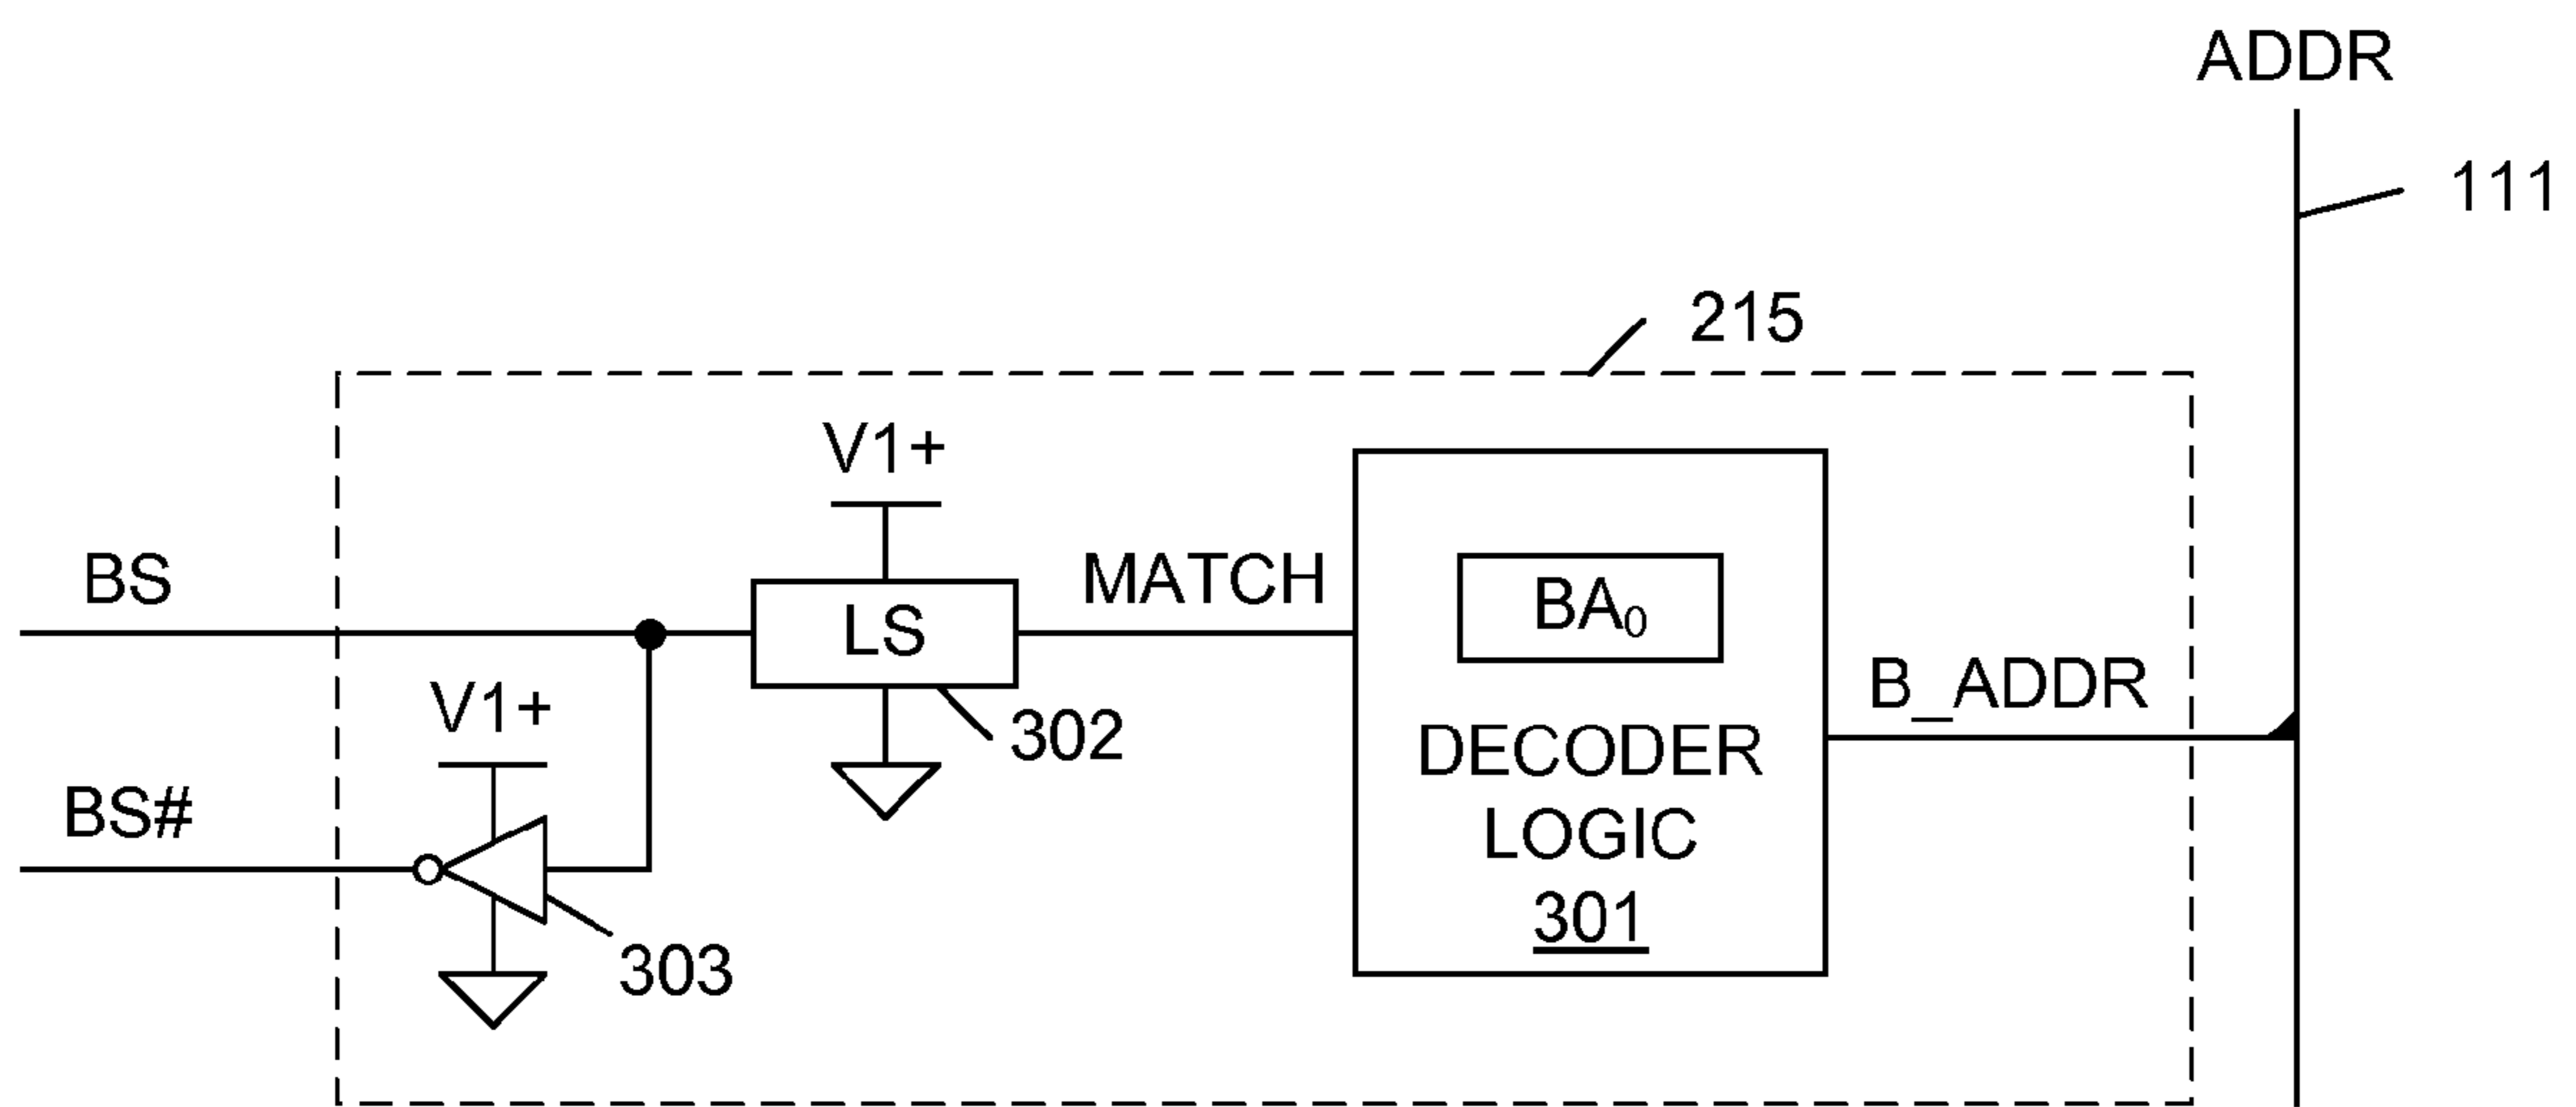 ADDR
111
215
V1+
BS
LS
MATCH
BA₀
B_ADDR
V1+
302
DECODER
LOGIC
301
BS#
303